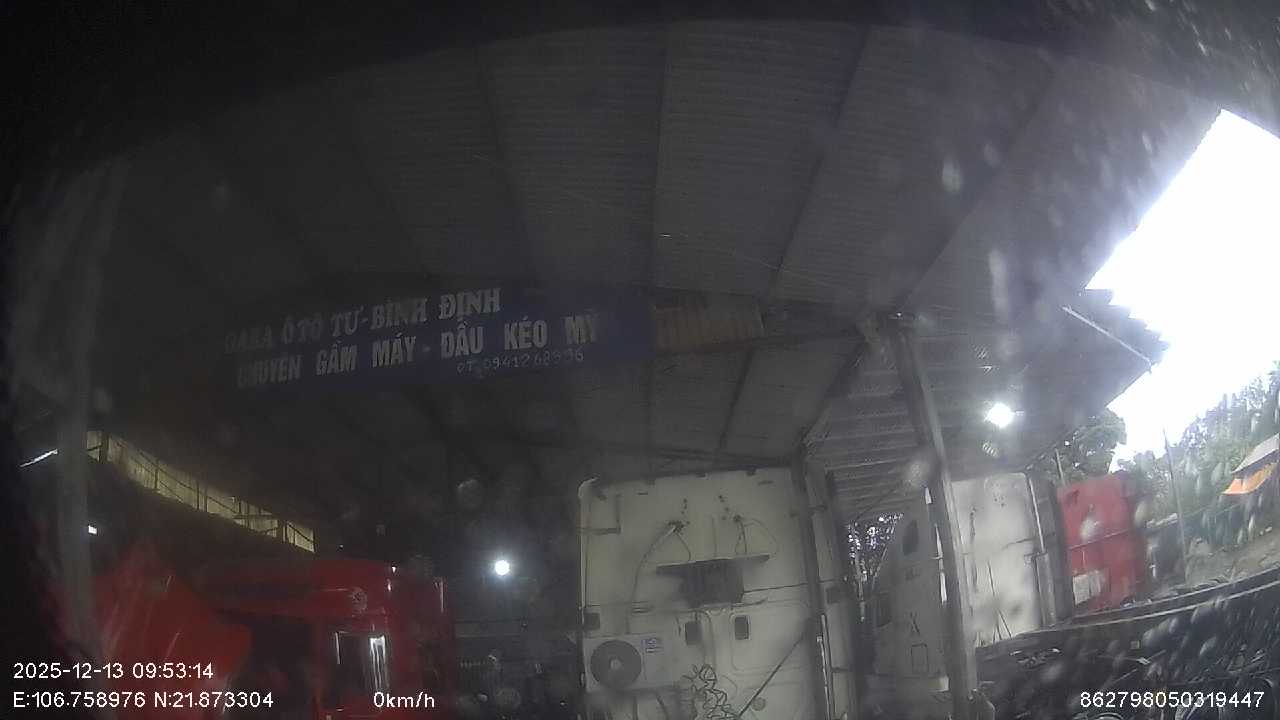 GARA ÔTÔ TƯ-BÌNH ĐỊNH
CHUYÊN GẦM MÁY - ĐẦU KÉO MỸ
2025-12-13 09:53:14
E:106.758976 N:21.873304
0km/h
862798050319447